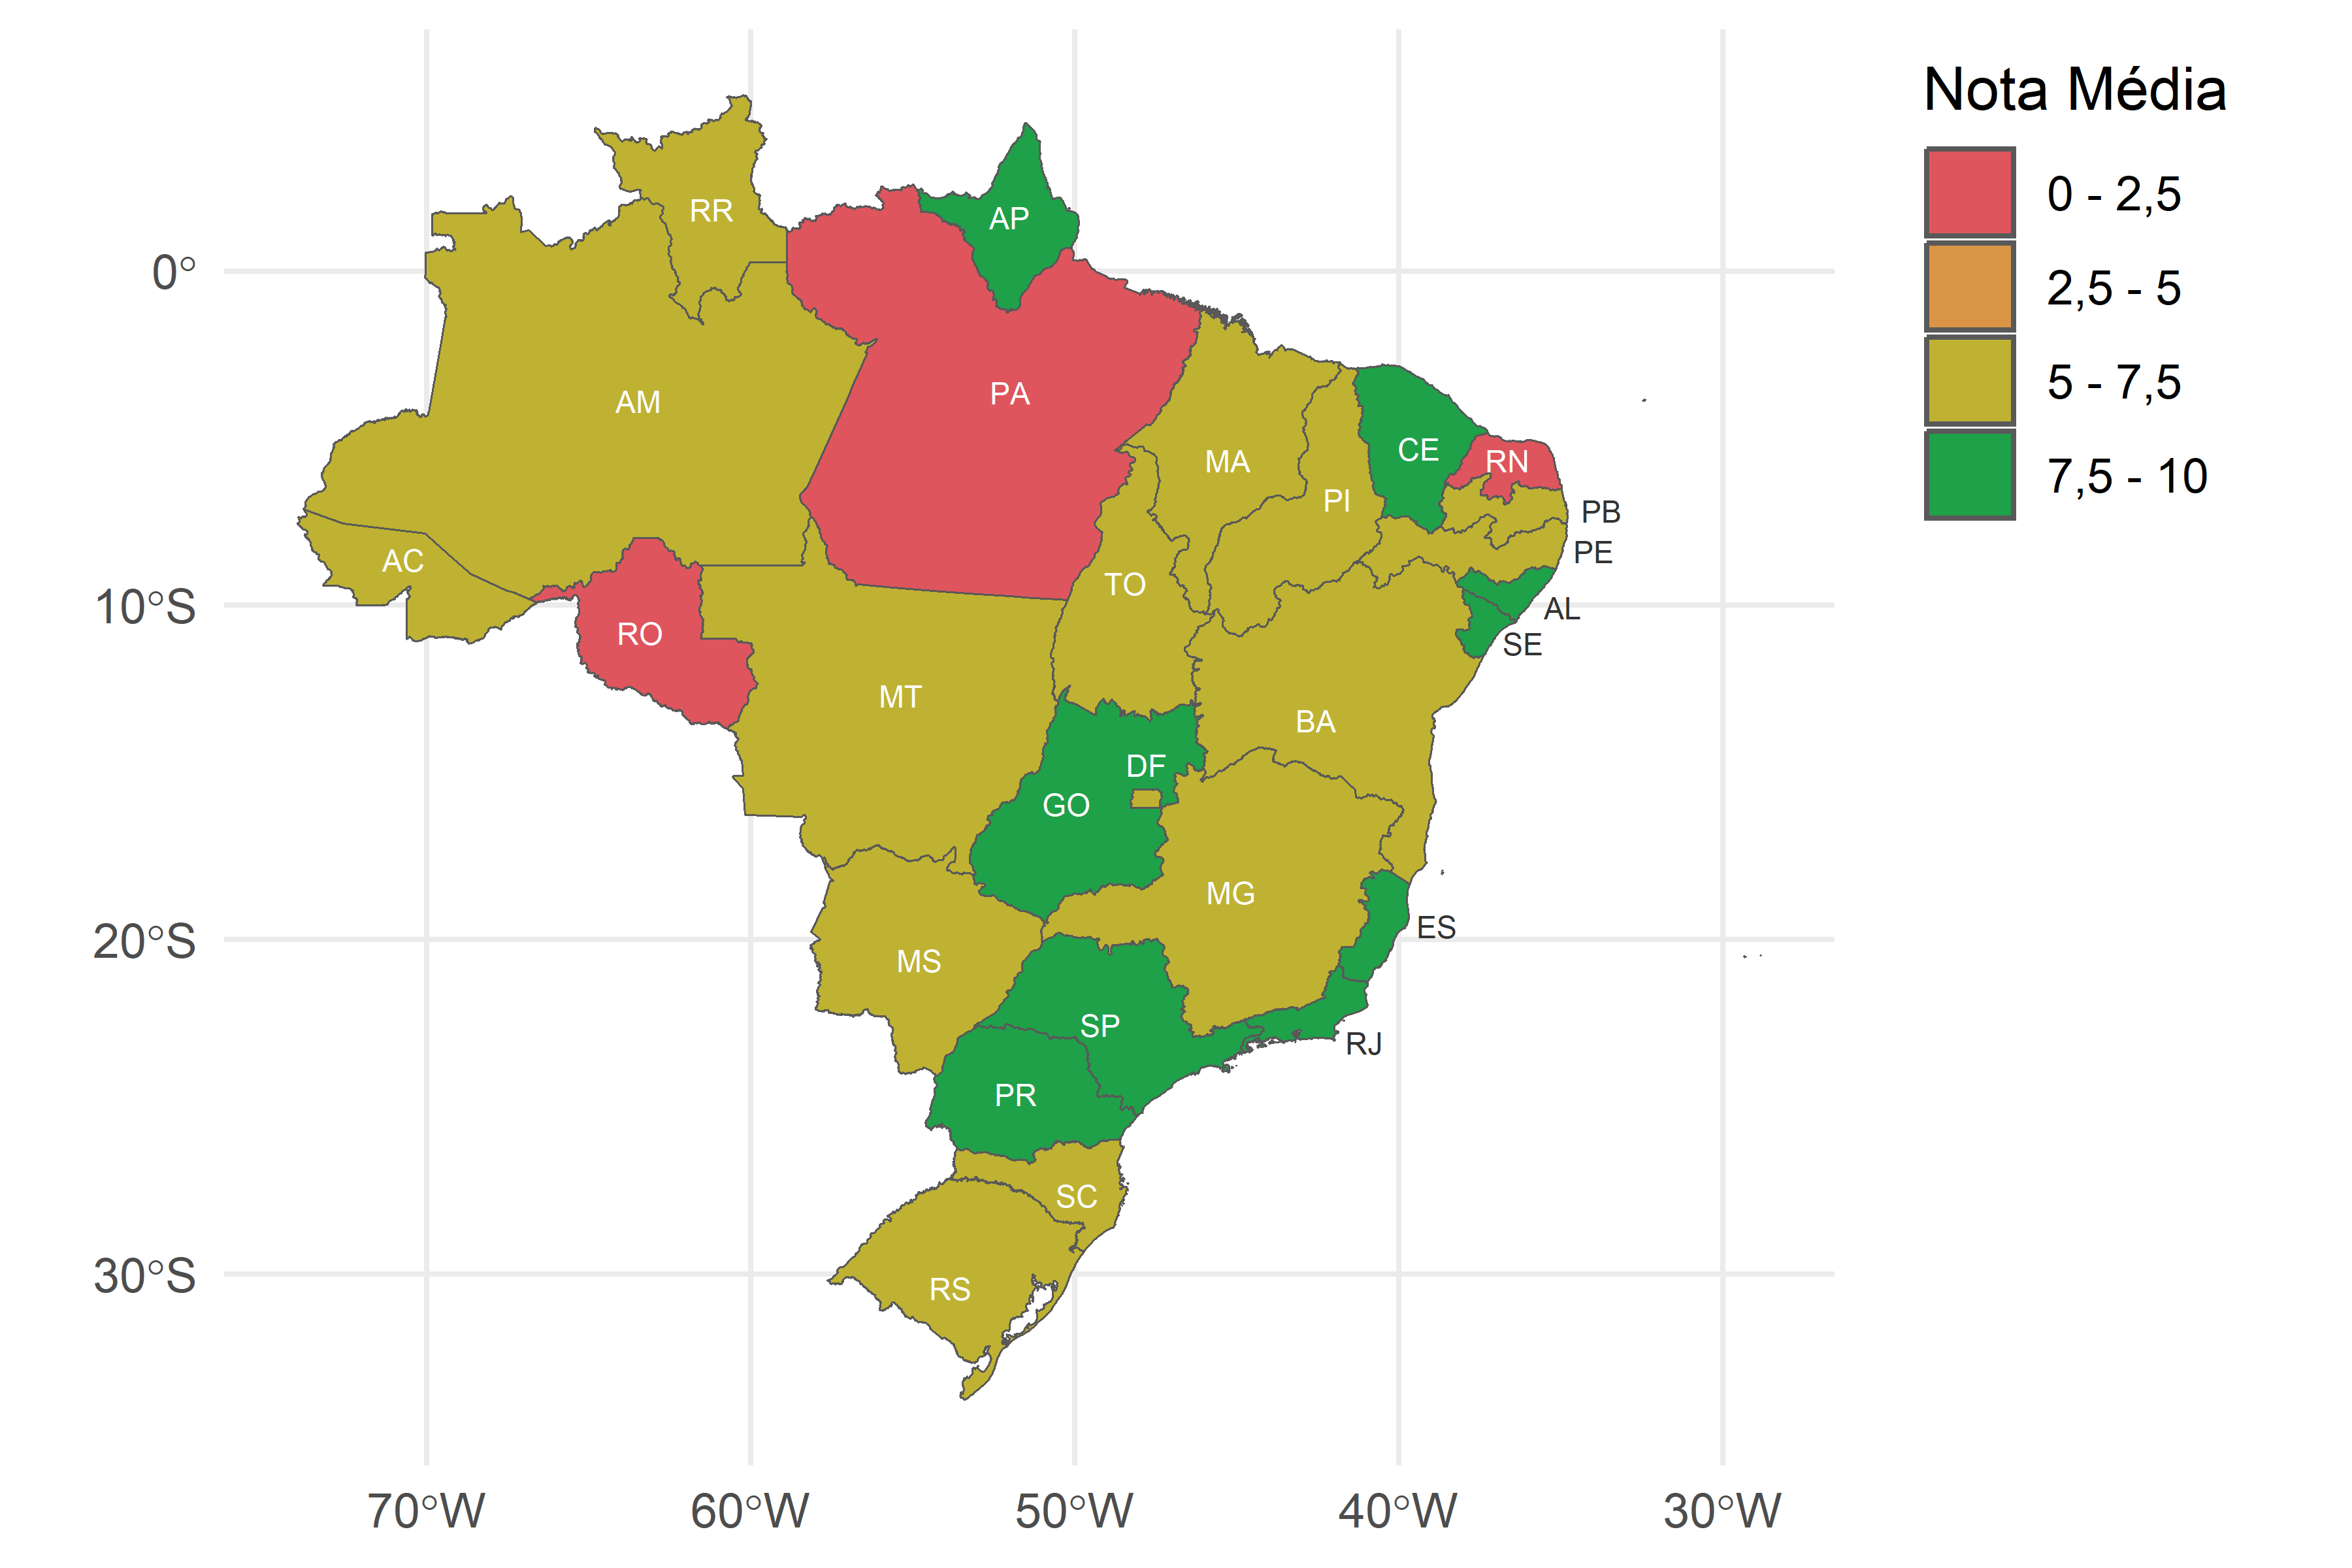 Nota Média
0 - 2,5
2,5 - 5
5 - 7,5
7,5 - 10
RR
AP
0°
AM
PA
CE
MA
RN
PI
PB
PE
AC
TO
10°S
AL
RO
SE
MT
BA
DF
GO
MG
ES
20°S
MS
SP
RJ
PR
SC
30°S
RS
70°W
60°W
50°W
40°W
30°W